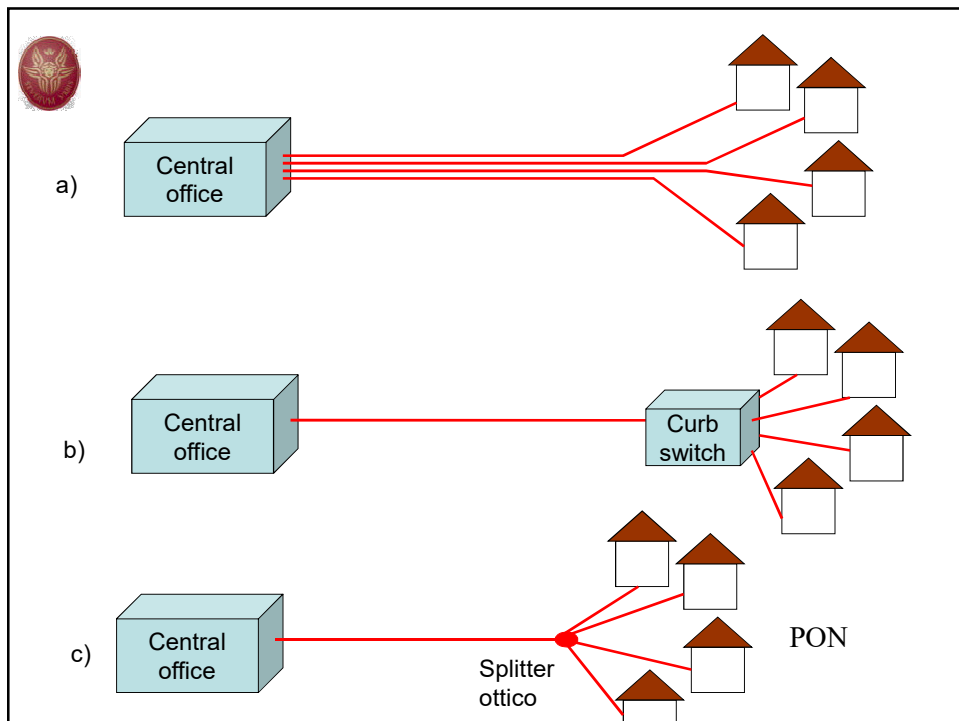 a)
Central
office
b)
Central
office
Curb
switch
c)
Central
office
Splitter
ottico
PON